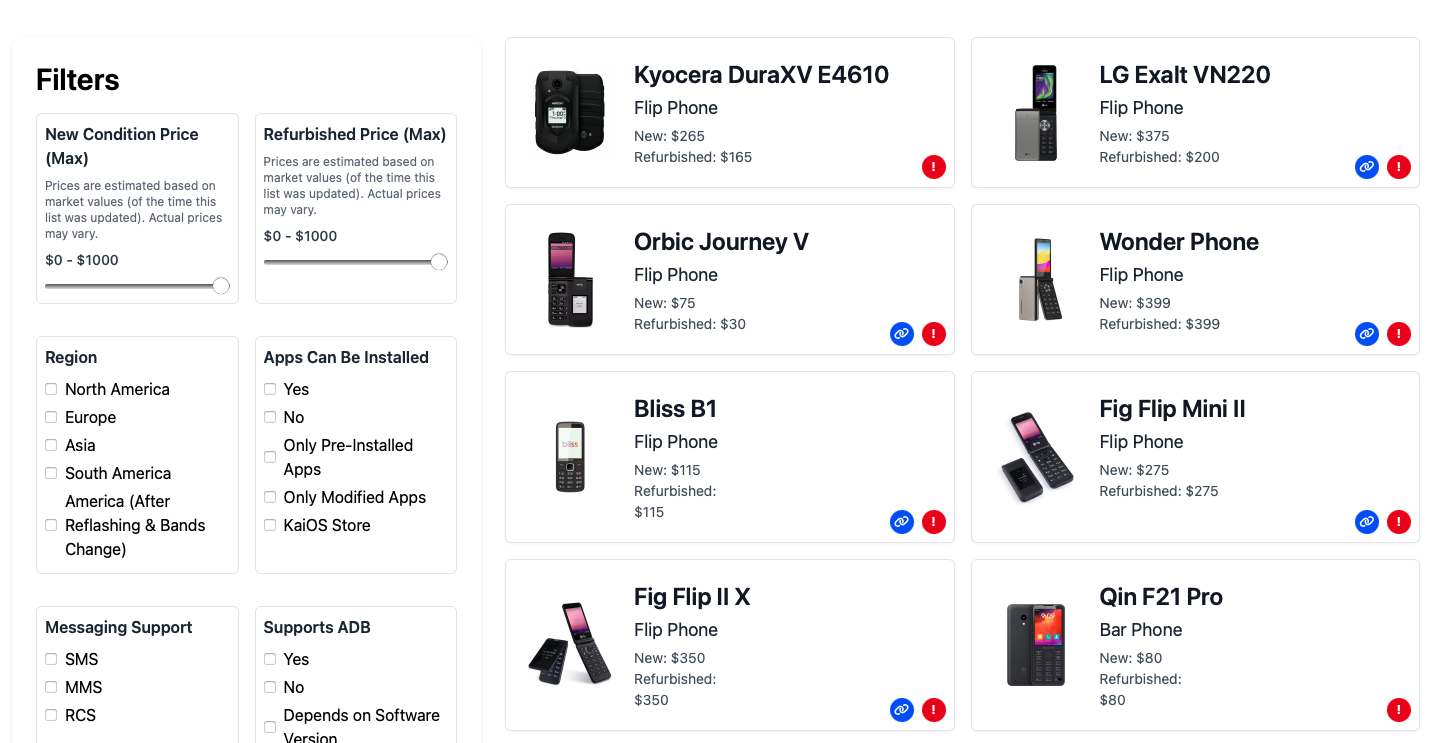 Filters
New Condition Price
(Max)
Prices are estimated based on
market values (of the time this
list was updated). Actual prices
may vary.
$0 - $1000
Refurbished Price (Max)
Prices are estimated based on
market values (of the time this
list was updated). Actual prices
may vary.
$0 - $1000
Region
North America
Europe
Asia
South America
America (After
Reflashing & Bands
Change)
Apps Can Be Installed
Yes
No
Only Pre-Installed
Apps
Only Modified Apps
KaiOS Store
Messaging Support
SMS
MMS
RCS
Supports ADB
Yes
No
Depends on Software
Version
Kyocera DuraXV E4610
Flip Phone
New: $265
Refurbished: $165
!
LG Exalt VN220
Flip Phone
New: $375
Refurbished: $200
!
Orbic Journey V
Flip Phone
New: $75
Refurbished: $30
!
Wonder Phone
Flip Phone
New: $399
Refurbished: $399
!
bliss
Bliss B1
Flip Phone
New: $115
Refurbished:
$115
!
Fig Flip Mini II
Flip Phone
New: $275
Refurbished: $275
!
Fig Flip II X
Flip Phone
New: $350
Refurbished:
$350
!
Qin F21 Pro
Bar Phone
New: $80
Refurbished:
$80
!